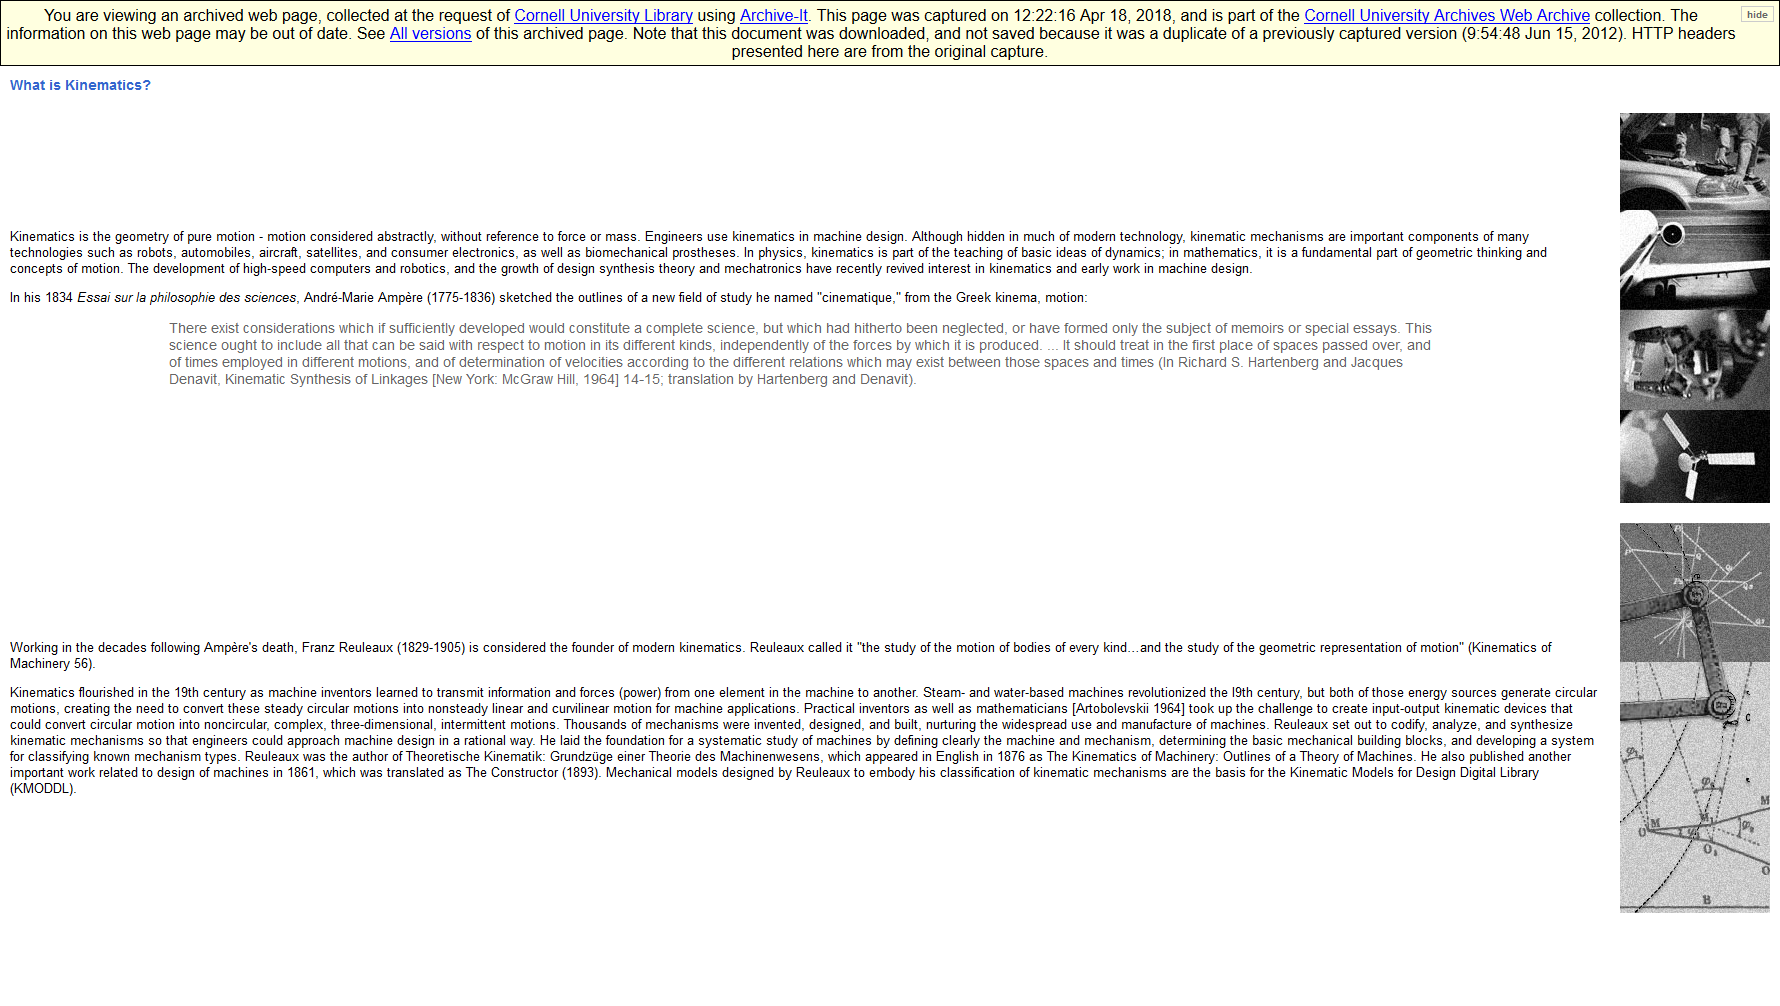 You are viewing an archived web page, collected at the request of Cornell University Library using Archive-It. This page was captured on 12:22:16 Apr 18, 2018, and is part of the Cornell University Archives Web Archive collection. The
hide
information on this web page may be out of date. See All versions of this archived page. Note that this document was downloaded, and not saved because it was a duplicate of a previously captured version (9:54:48 Jun 15, 2012). HTTP headers
presented here are from the original capture.
What is Kinematics?
Kinematics is the geometry of pure motion - motion considered abstractly, without reference to force or mass. Engineers use kinematics in machine design. Although hidden in much of modern technology, kinematic mechanisms are important components of many
technologies such as robots, automobiles, aircraft, satellites, and consumer electronics, as well as biomechanical prostheses. In physics, kinematics is part of the teaching of basic ideas of dynamics; in mathematics, it is a fundamental part of geometric thinking and
concepts of motion. The development of high-speed computers and robotics, and the growth of design synthesis theory and mechatronics have recently revived interest in kinematics and early work in machine design.
In his 1834 Essai sur la philosophie des sciences, André-Marie Ampère (1775-1836) sketched the outlines of a new field of study he named "cinematique," from the Greek kinema, motion:
There exist considerations which if sufficiently developed would constitute a complete science, but which had hitherto been neglected, or have formed only the subject of memoirs or special essays. This
science ought to include all that can be said with respect to motion in its different kinds, independently of the forces by which it is produced. ... It should treat in the first place of spaces passed over, and
of times employed in different motions, and of determination of velocities according to the different relations which may exist between those spaces and times (In Richard S. Hartenberg and Jacques
Denavit, Kinematic Synthesis of Linkages [New York: McGraw Hill, 1964] 14-15; translation by Hartenberg and Denavit).
Working in the decades following Ampère's death, Franz Reuleaux (1829-1905) is considered the founder of modern kinematics. Reuleaux called it "the study of the motion of bodies of every kind...and the study of the geometric representation of motion" (Kinematics of
Machinery 56).
Kinematics flourished in the 19th century as machine inventors learned to transmit information and forces (power) from one element in the machine to another. Steam- and water-based machines revolutionized the l9th century, but both of those energy sources generate circular
motions, creating the need to convert these steady circular motions into nonsteady linear and curvilinear motion for machine applications. Practical inventors as well as mathematicians [Artobolevskii 1964] took up the challenge to create input-output kinematic devices that
could convert circular motion into noncircular, complex, three-dimensional, intermittent motions. Thousands of mechanisms were invented, designed, and built, nurturing the widespread use and manufacture of machines. Reuleaux set out to codify, analyze, and synthesize
kinematic mechanisms so that engineers could approach machine design in a rational way. He laid the foundation for a systematic study of machines by defining clearly the machine and mechanism, determining the basic mechanical building blocks, and developing a system
for classifying known mechanism types. Reuleaux was the author of Theoretische Kinematik: Grundzüge einer Theorie des Machinenwesens, which appeared in English in 1876 as The Kinematics of Machinery: Outlines of a Theory of Machines. He also published another
important work related to design of machines in 1861, which was translated as The Constructor (1893). Mechanical models designed by Reuleaux to embody his classification of kinematic mechanisms are the basis for the Kinematic Models for Design Digital Library
(KMODDL).
C
M
O
B